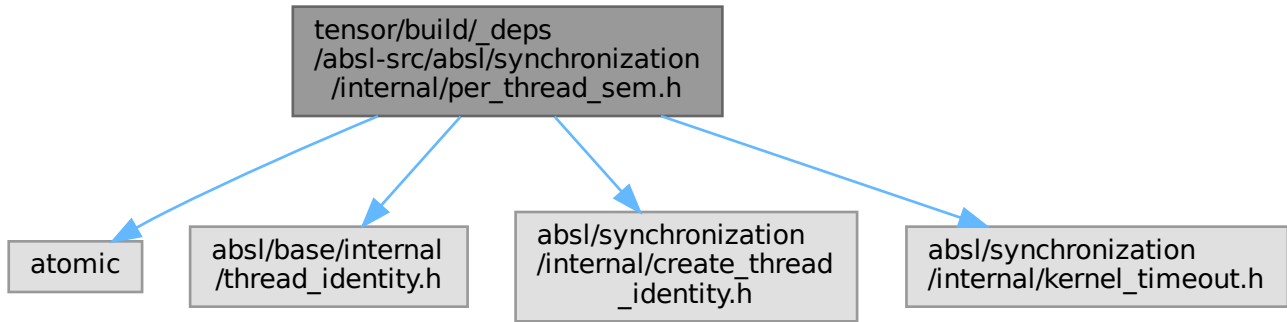 tensor/build/_deps
/absl-src/absl/synchronization
/internal/per_thread_sem.h
atomic
absl/base/internal
/thread_identity.h
absl/synchronization
/internal/create_thread
_identity.h
absl/synchronization
/internal/kernel_timeout.h